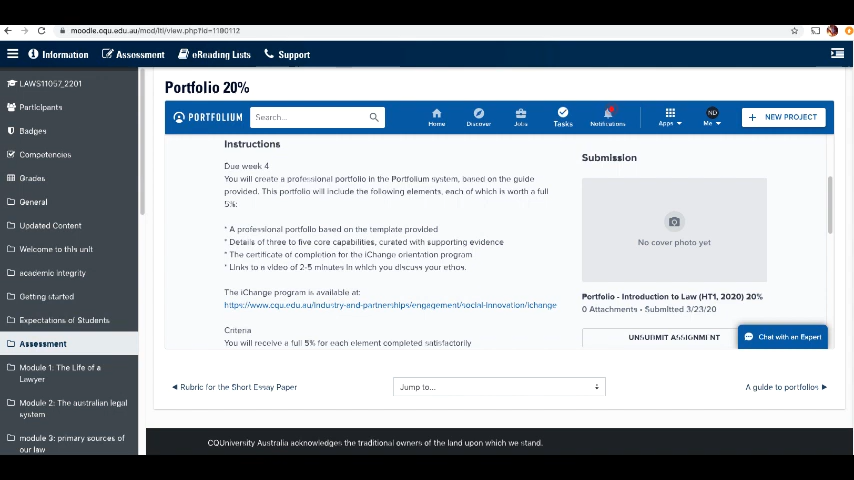 moodle.cqu.edu.au/mod/lti/view.php?id=1190112
Information
Assessment
eReading Lists
Support
LAWS11057_2201
Participants
Badges
Competencies
Grades
General
Updated Content
Welcome to this unit
academic integrity
Getting started
Expectations of Students
Assessment
Module 1: The Life of a
Lawyer
Module 2: The australian legal
system
module 3: primary sources of
our law
Portfolio 20%
PORTFOLIUM
Search...
Home
Discover
Jobs
Tasks
Notifications
Apps
ND
Me
+ NEW PROJECT
Instructions
Due week 4
You will create a professional portfolio in the Portfolium system, based on the guide
provided. This portfolio will include the following elements, each of which is worth a full
5%:
* A professional portfolio based on the template provided
* Details of three to five core capabilities, curated with supporting evidence
* The certificate of completion for the iChange orientation program
* Links to a video of 2-5 minutes in which you discuss your ethos.
The iChange program is available at:
https://www.cqu.edu.au/industry-and-partnerships/engagement/social-innovation/ichange
Criteria
You will receive a full 5% for each element completed satisfactorily
Submission
No cover photo yet
Portfolio - Introduction to Law (HT1, 2020) 20%
0 Attachments • Submitted 3/23/20
UNSUBMIT ASSIGNMENT
Chat with an Expert
◀ Rubric for the Short Essay Paper
Jump to...
A guide to portfolios ▶
CQUniversity Australia acknowledges the traditional owners of the land upon which we stand.